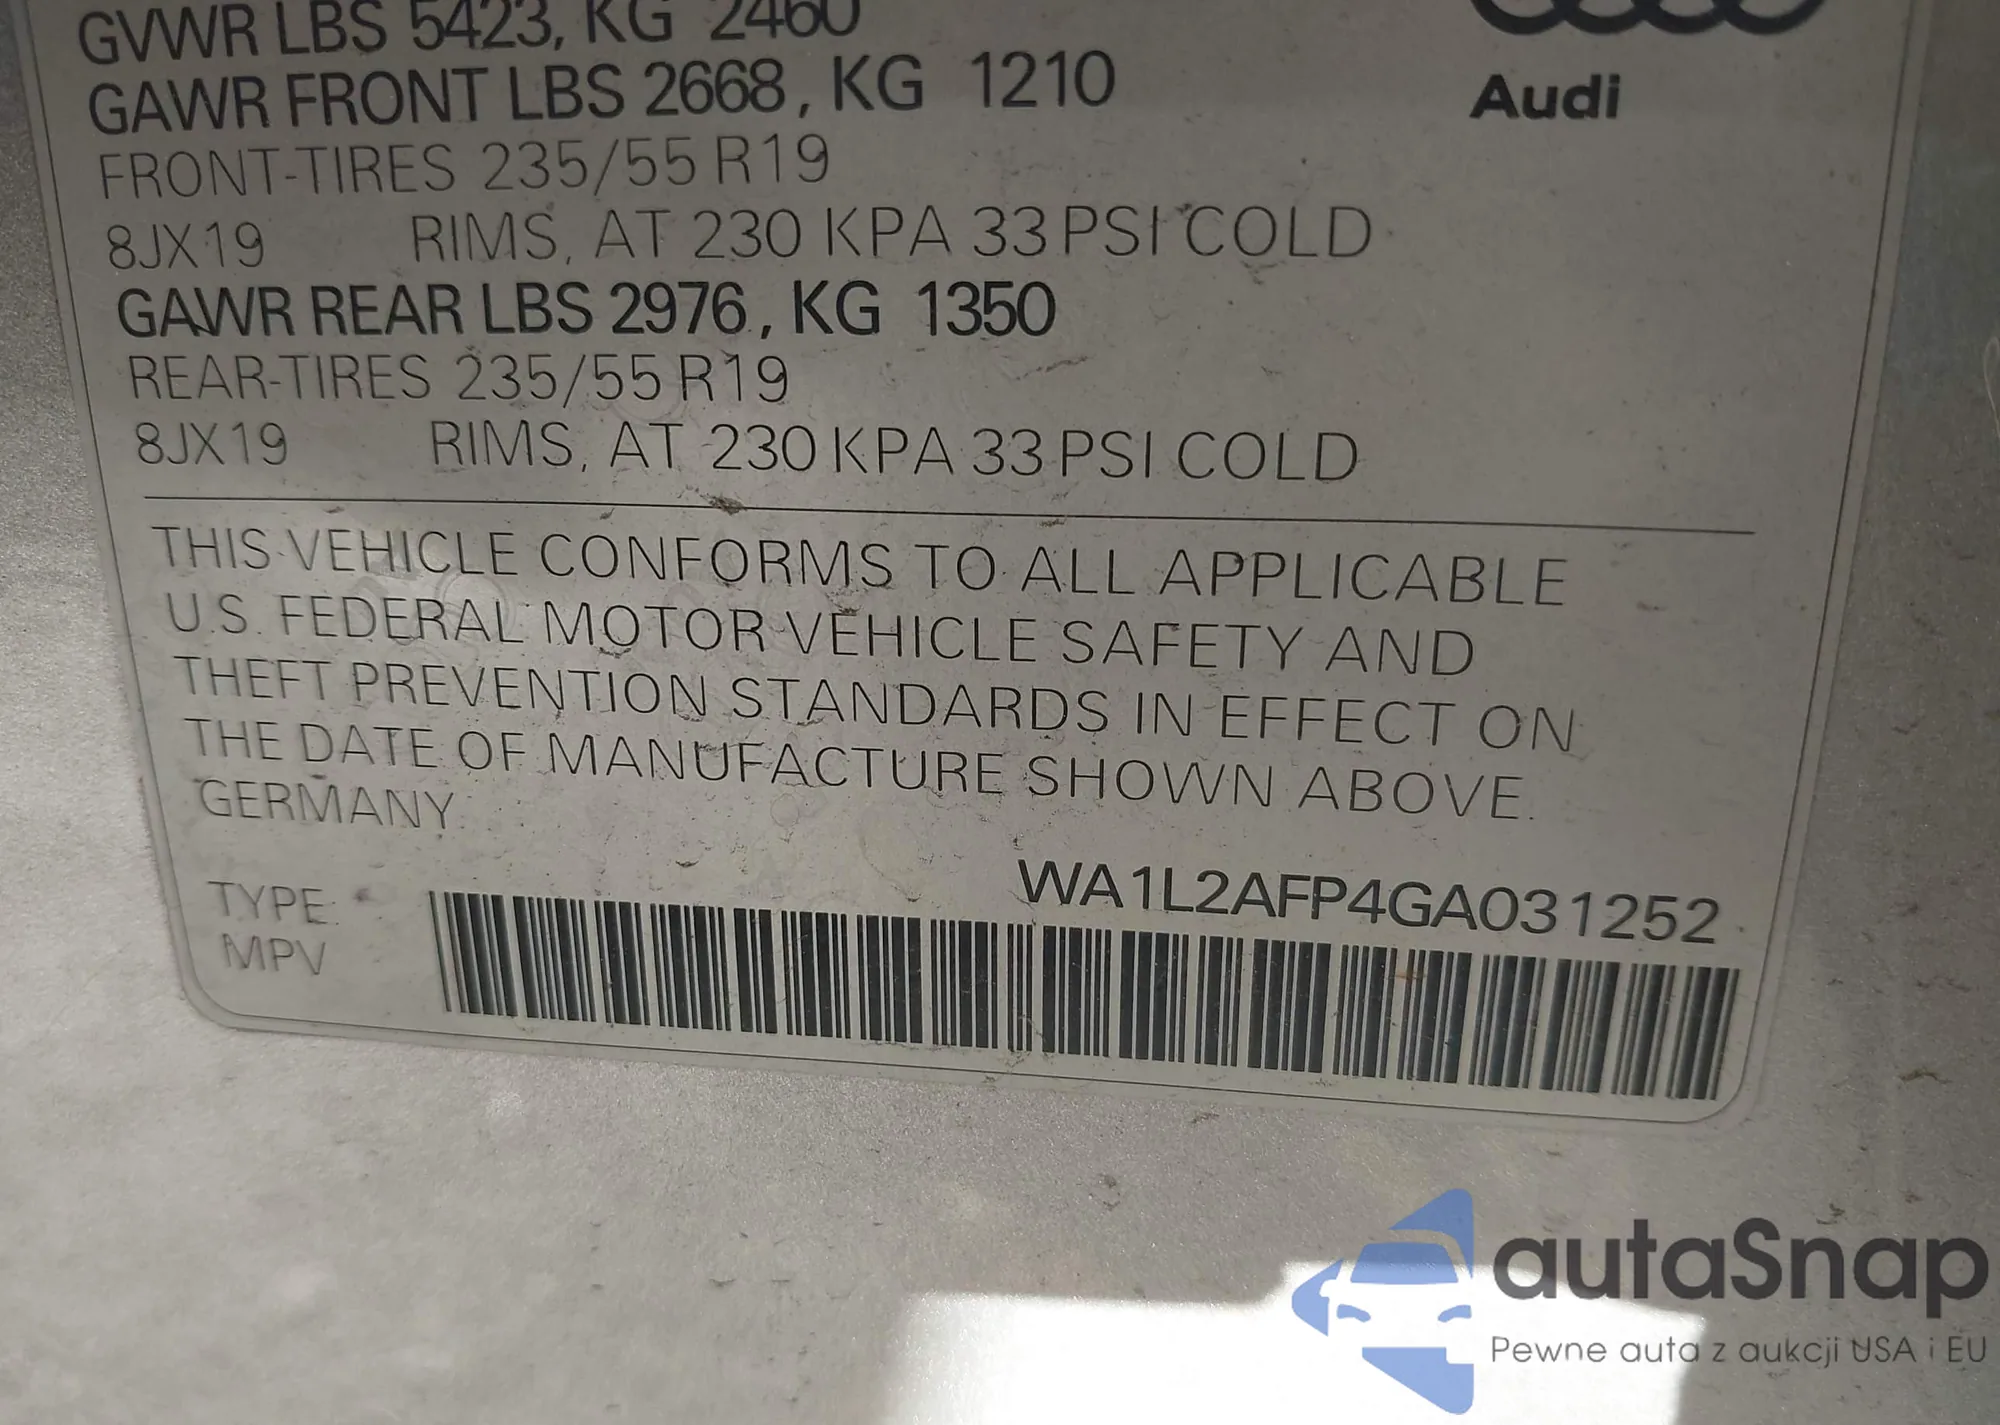 GVWR LBS 5423, KG 2460
GAWR FRONT LBS 2668, KG 1210
Audi
FRONT-TIRES 235/55 R19
8JX19 RIMS, AT 230 KPA 33 PSI COLD
GAWR REAR LBS 2976, KG 1350
REAR-TIRES 235/55 R19
8JX19 RIMS, AT 230 KPA 33 PSI COLD
THIS VEHICLE CONFORMS TO ALL APPLICABLE
U.S. FEDERAL MOTOR VEHICLE SAFETY AND
THEFT PREVENTION STANDARDS IN EFFECT ON
THE DATE OF MANUFACTURE SHOWN ABOVE.
GERMANY
WA1L2AFP4GA031252
TYPE:
MPV
autaSnap
Pewne auta z aukcji USA i EU